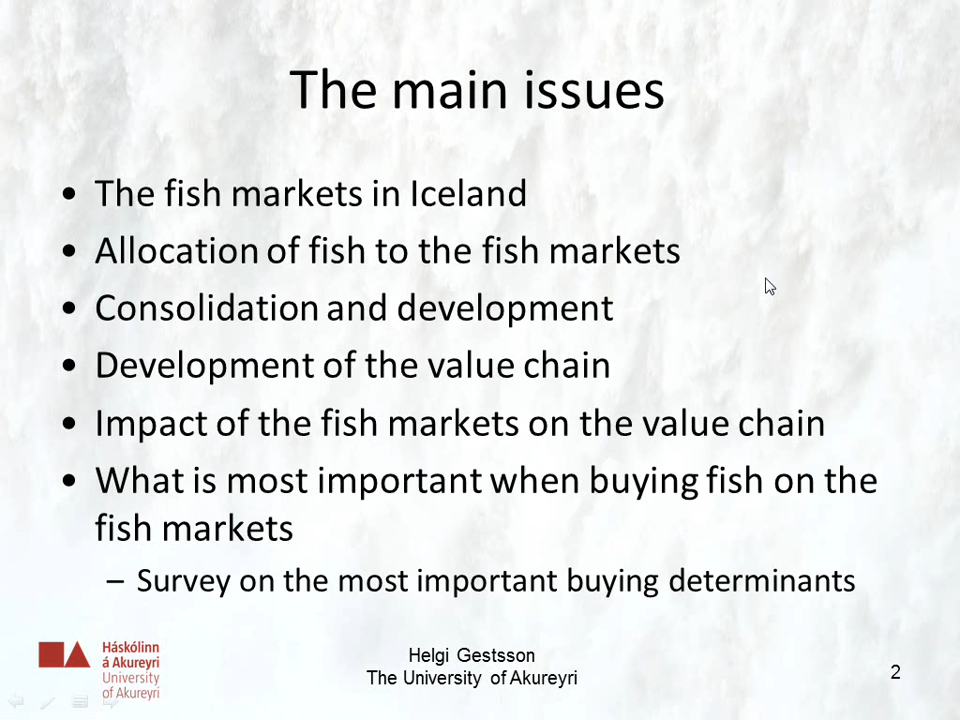 The main issues
• The fish markets in Iceland
• Allocation of fish to the fish markets
• Consolidation and development
• Development of the value chain
• Impact of the fish markets on the value chain
• What is most important when buying fish on the
fish markets
– Survey on the most important buying determinants
Háskólinn
á Akureyri
University
of Akureyri
Helgi Gestsson
The University of Akureyri
2